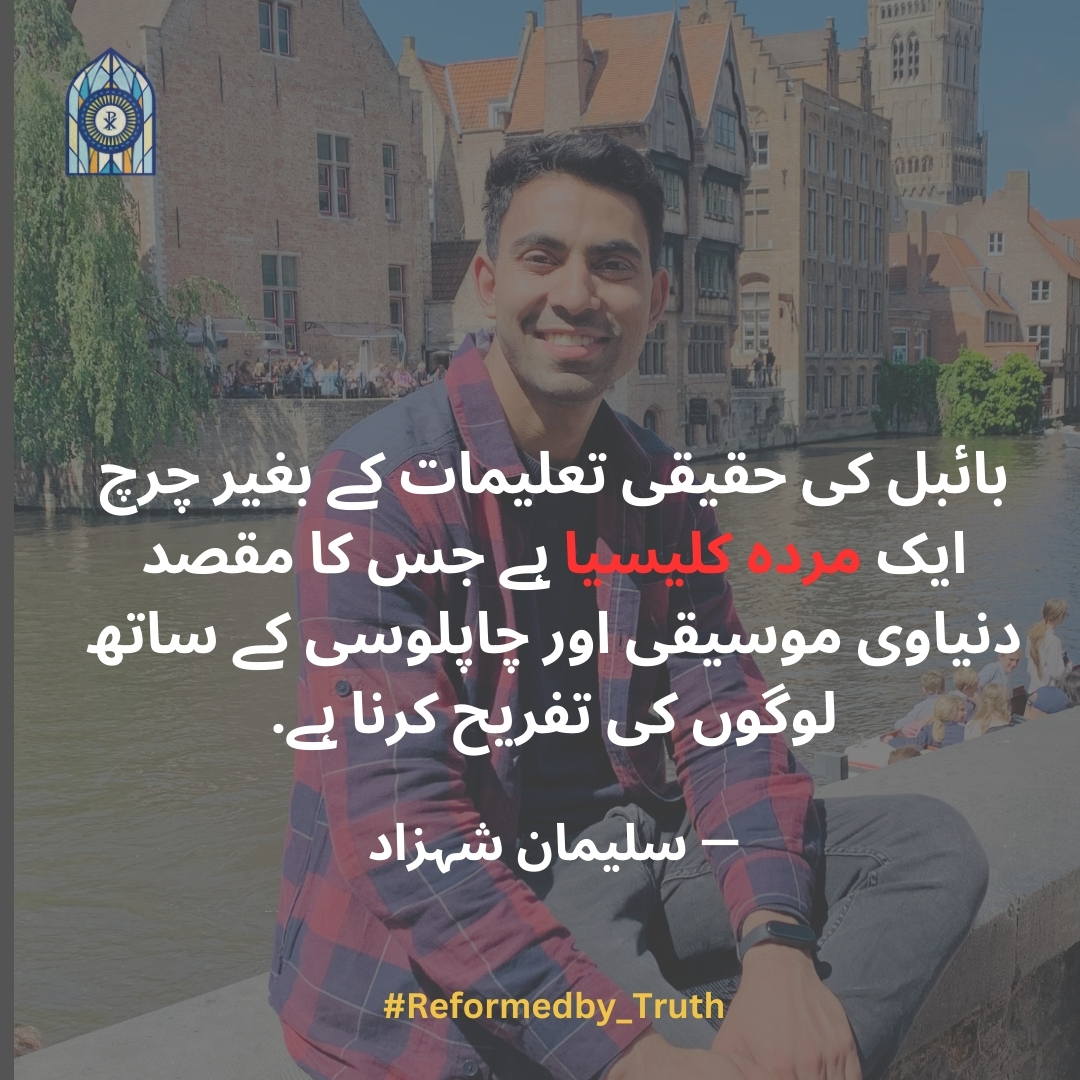 بائبل کی حقیقی تعلیمات کے بغیر چرچ
ایک مردہ کلیسیا ہے جس کا مقصد
دنیاوی موسیقی اور چاپلوسی کے ساتھ
لوگوں کی تفریح کرنا ہے.
— سلیمان شہزاد
#Reformedby_Truth